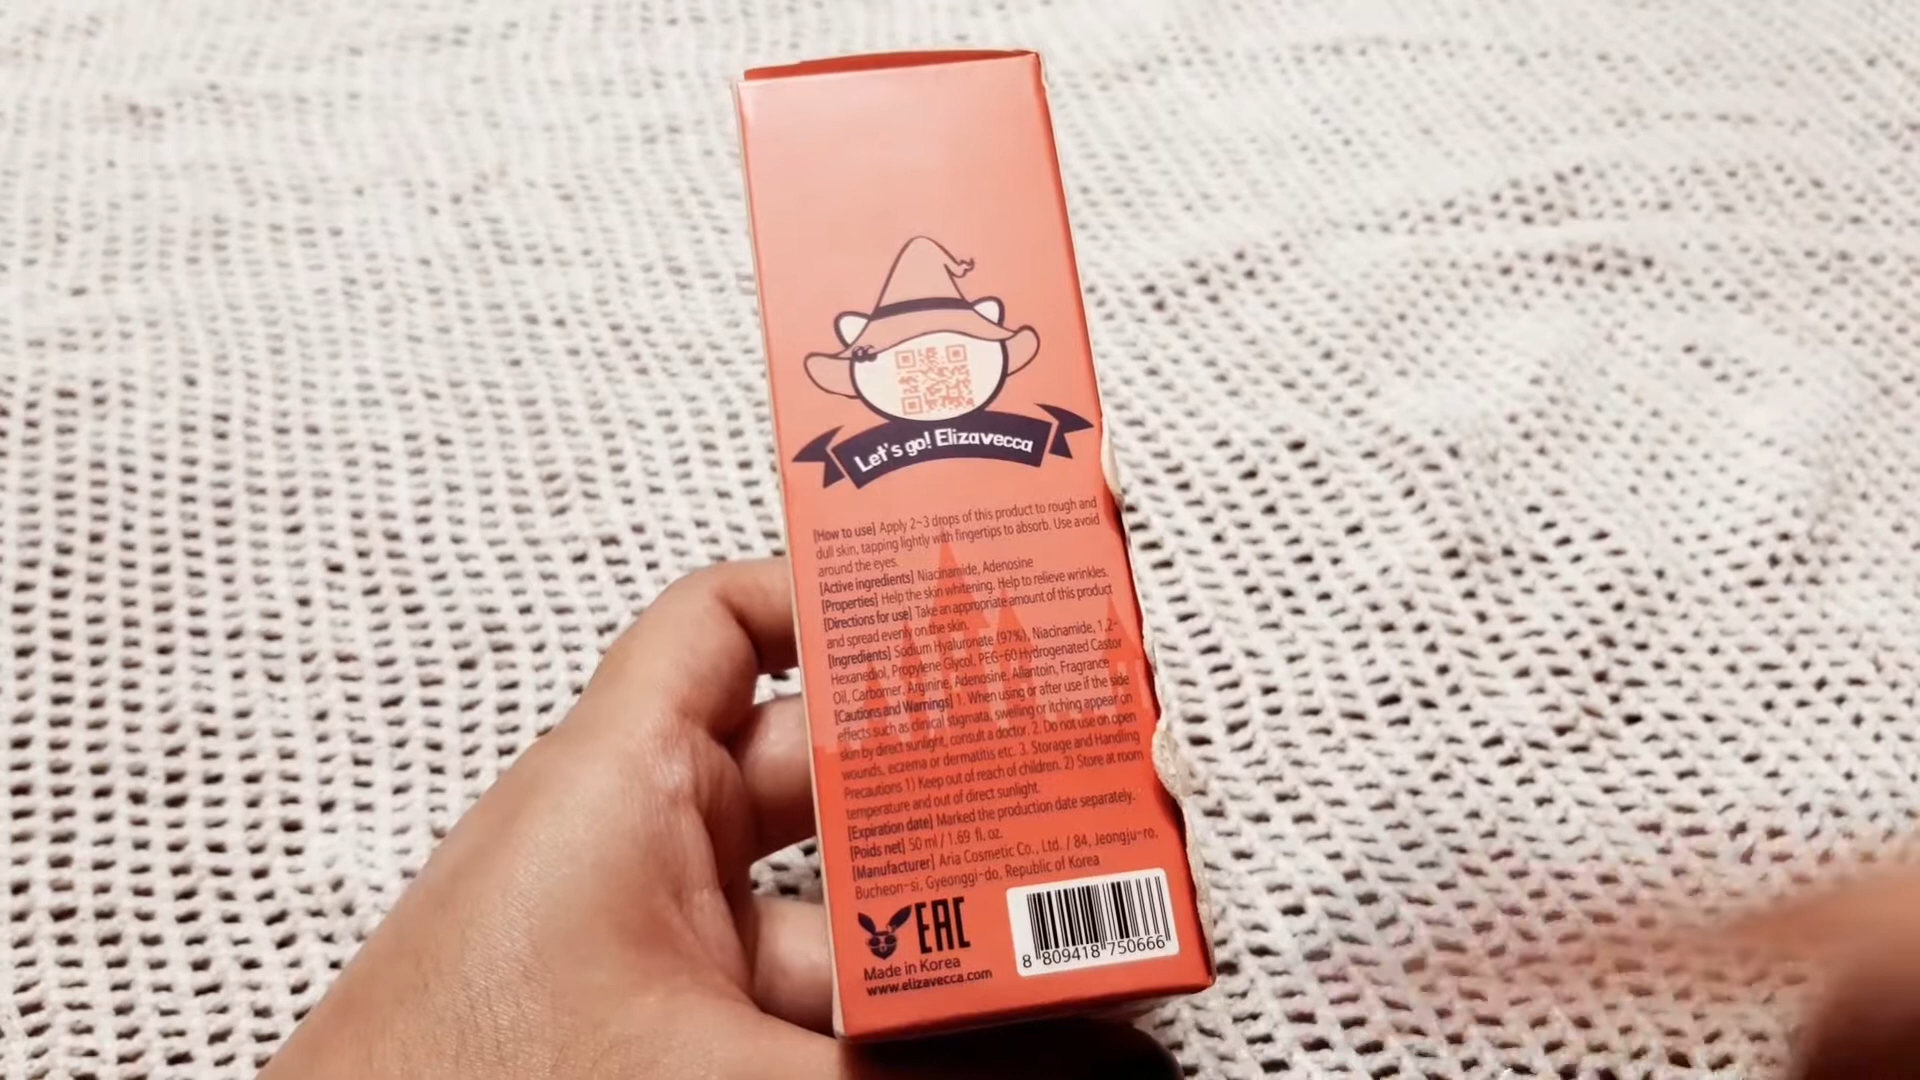 Let's go! Elizavecca
[How to use] Apply 2~3 drops of this product to rough and
dull skin, tapping lightly with fingertips to absorb. Use avoid
around the eyes.
[Active ingredients] Niacinamide, Adenosine
[Properties] Help the skin whitening. Help to relieve wrinkles.
[Directions for use] Take an appropriate amount of this product
and spread evenly on the skin.
[Ingredients] Sodium Hyaluronate (97%), Niacinamide, 1,2-
Hexanediol, Propylene Glycol, PEG-60 Hydrogenated Castor
Oil, Carbomer, Arginine, Adenosine, Allantoin, Fragrance
[Cautions and Warnings] 1. When using or after use if the side
effects such as clinical stigmata, swelling or itching appear on
skin by direct sunlight, consult a doctor. 2. Do not use on open
wounds, eczema or dermatitis etc. 3. Storage and Handling
Precautions 1) Keep out of reach of children. 2) Store at room
temperature and out of direct sunlight.
[Expiration date] Marked the production date separately.
[Poids net] 50 ml / 1.69 fl. oz.
[Manufacturer] Aria Cosmetic Co., Ltd. / 84, Jeongju-ro,
Bucheon-si, Gyeonggi-do, Republic of Korea
EAC
Made in Korea
www.elizavecca.com
8 809418 750666